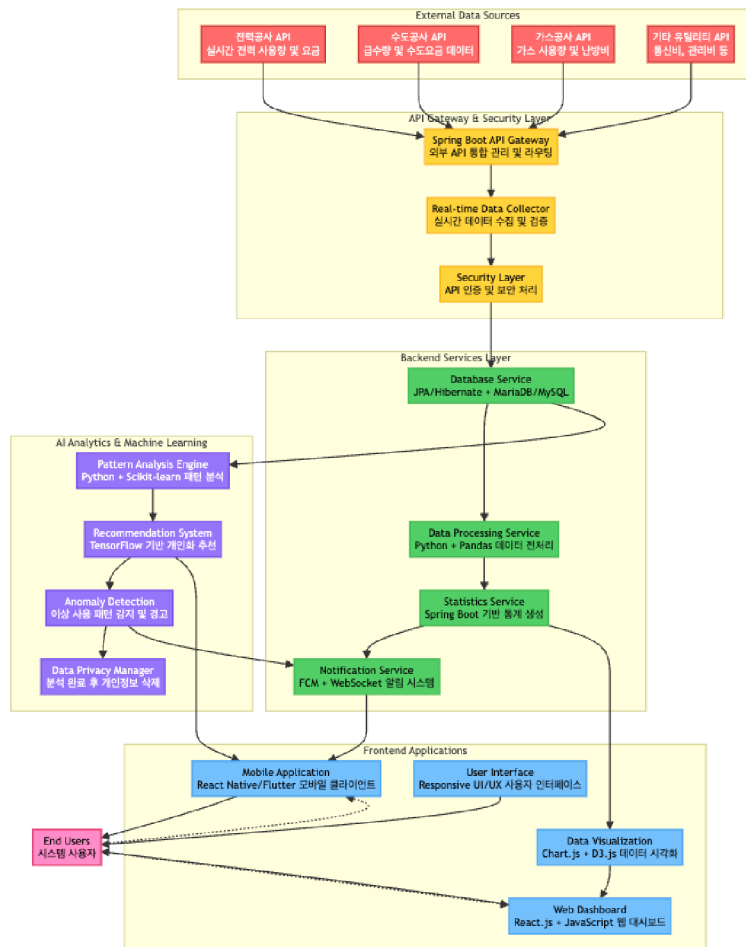 External Data Sources
전력공사 API
실시간 전력 사용량 및 요금
수도공사 API
급수량 및 수도요금 데이터
가스공사 API
가스 사용량 및 난방비
기타 유틸리티 API
통신비, 관리비 등
API Gateway & Security Layer
Spring Boot API Gateway
외부 API 통합 관리 및 라우팅
Real-time Data Collector
실시간 데이터 수집 및 검증
Security Layer
API 인증 및 보안 처리
Backend Services Layer
Database Service
JPA/Hibernate + MariaDB/MySQL
AI Analytics & Machine Learning
Pattern Analysis Engine
Python + Scikit-learn 패턴 분석
Recommendation System
TensorFlow 기반 개인화 추천
Data Processing Service
Python + Pandas 데이터 전처리
Anomaly Detection
이상 사용 패턴 감지 및 경고
Statistics Service
Spring Boot 기반 통계 생성
Data Privacy Manager
분석 완료 후 개인정보 삭제
Notification Service
FCM + WebSocket 알림 시스템
Frontend Applications
Mobile Application
React Native/Flutter 모바일 클라이언트
User Interface
Responsive UI/UX 사용자 인터페이스
End Users
시스템 사용자
Data Visualization
Chart.js + D3.js 데이터 시각화
Web Dashboard
React.js + JavaScript 웹 대시보드